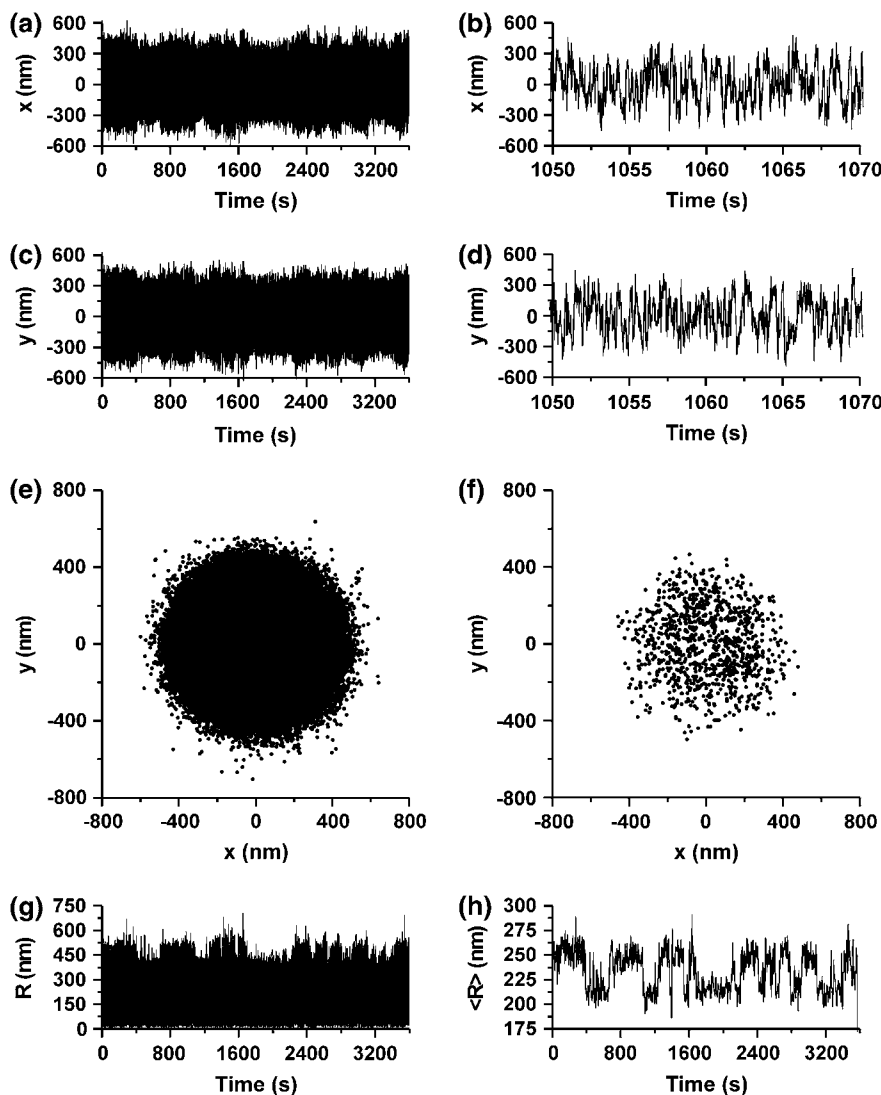 (a)
600
300
0
-300
-600
x (nm)
0 800 1600 2400 3200
Time (s)
(b)
600
300
0
-300
-600
x (nm)
1050 1055 1060 1065 1070
Time (s)
(c)
600
300
0
-300
-600
y (nm)
0 800 1600 2400 3200
Time (s)
(d)
600
300
0
-300
-600
y (nm)
1050 1055 1060 1065 1070
Time (s)
(e)
800
400
0
-400
-800
y (nm)
-800 -400 0 400 800
x (nm)
(f)
800
400
0
-400
-800
y (nm)
-800 -400 0 400 800
x (nm)
(g)
750
600
450
300
150
0
R (nm)
0 800 1600 2400 3200
Time (s)
(h)
300
275
250
225
200
175
<R> (nm)
0 800 1600 2400 3200
Time (s)